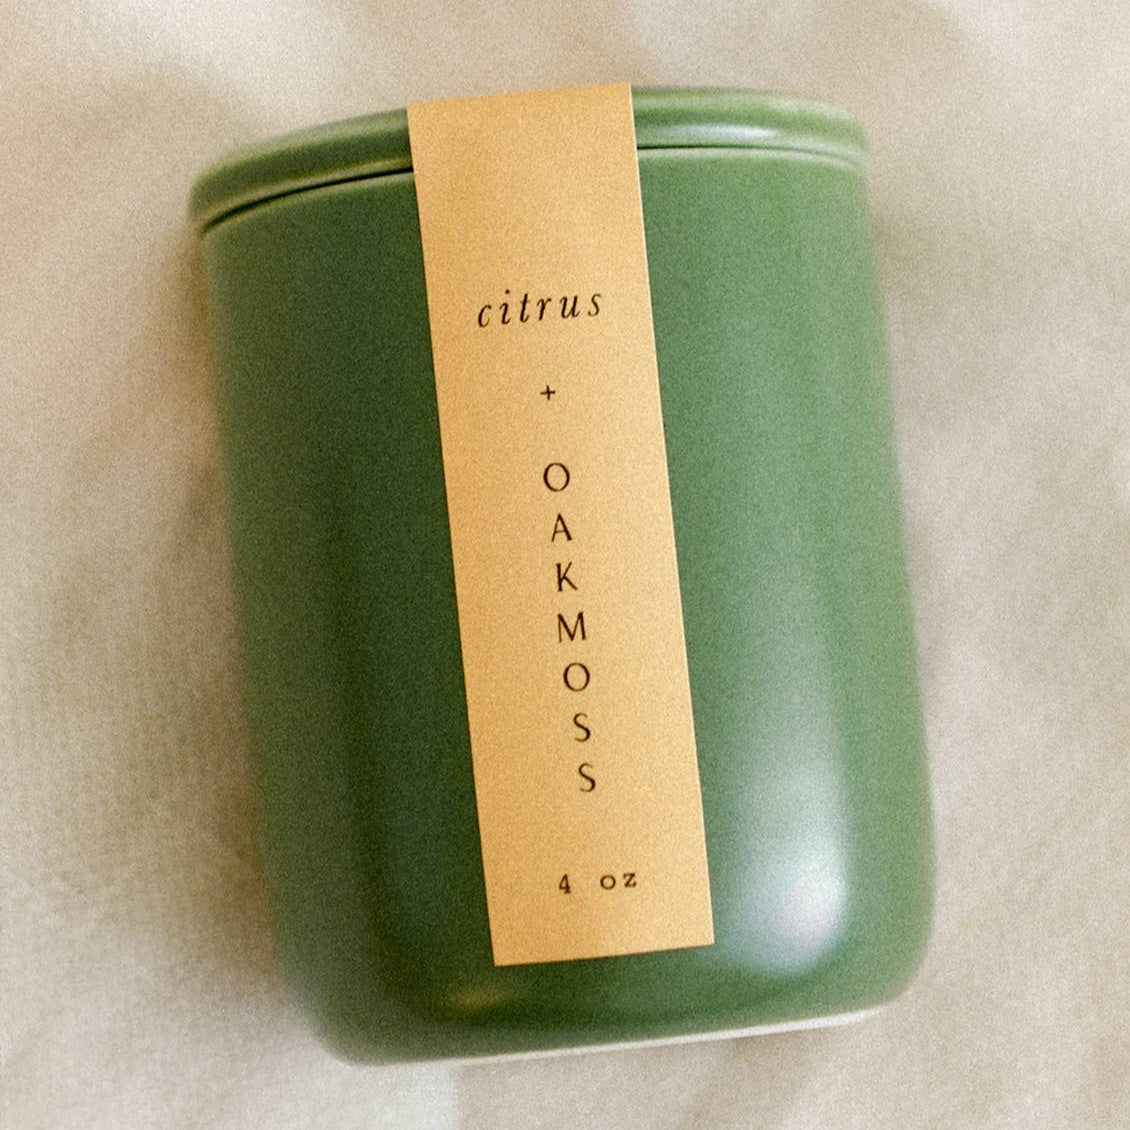 citrus
+
OAKMOSS
4 oz